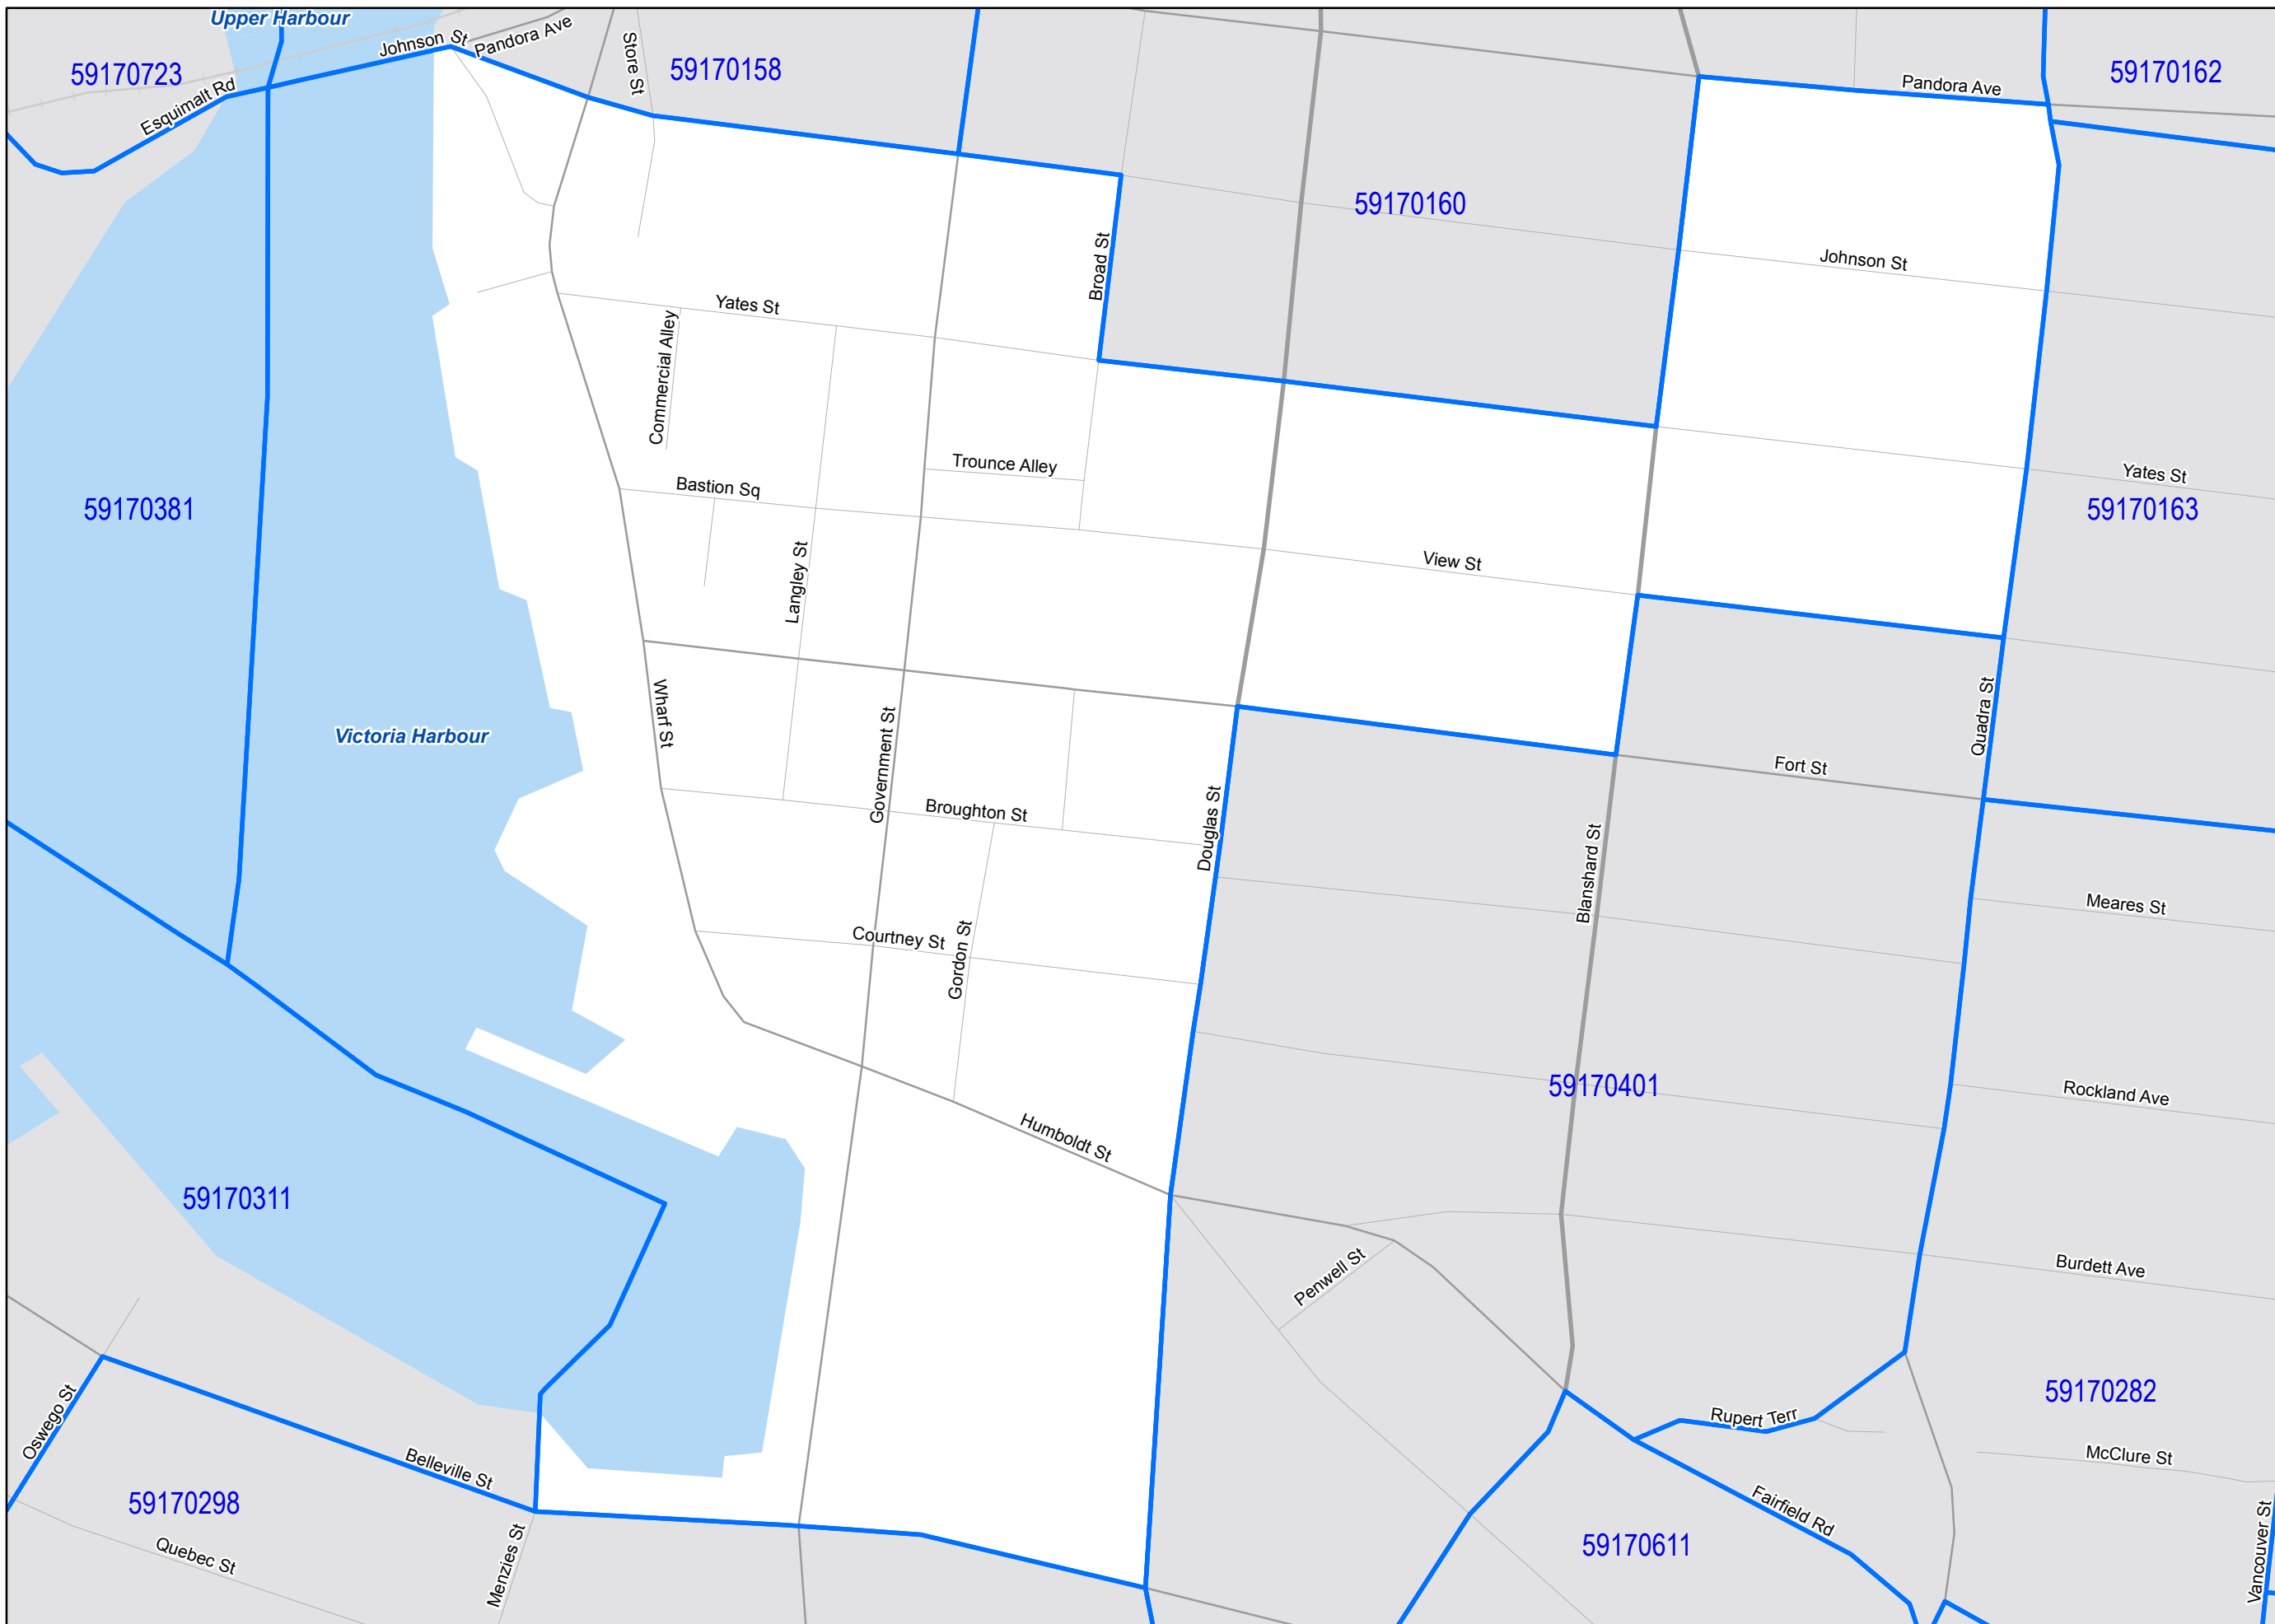 Upper Harbour
Johnson St
Pandora Ave
Store St
59170723
59170158
Esquimalt Rd
Pandora Ave
59170162
59170160
Broad St
Johnson St
Yates St
Commercial Alley
Trounce Alley
Bastion Sq
Yates St
59170381
59170163
Langley St
View St
Wharf St
Victoria Harbour
Government St
Quadra St
Fort St
Broughton St
Douglas St
Blanshard St
Meares St
Courtney St
Gordon St
59170401
Rockland Ave
Humboldt St
59170311
Penwell St
Burdett Ave
59170282
Oswego St
Rupert Terr
Belleville St
McClure St
59170298
Fairfield Rd
Quebec St
Menzies St
59170611
Vancouver St